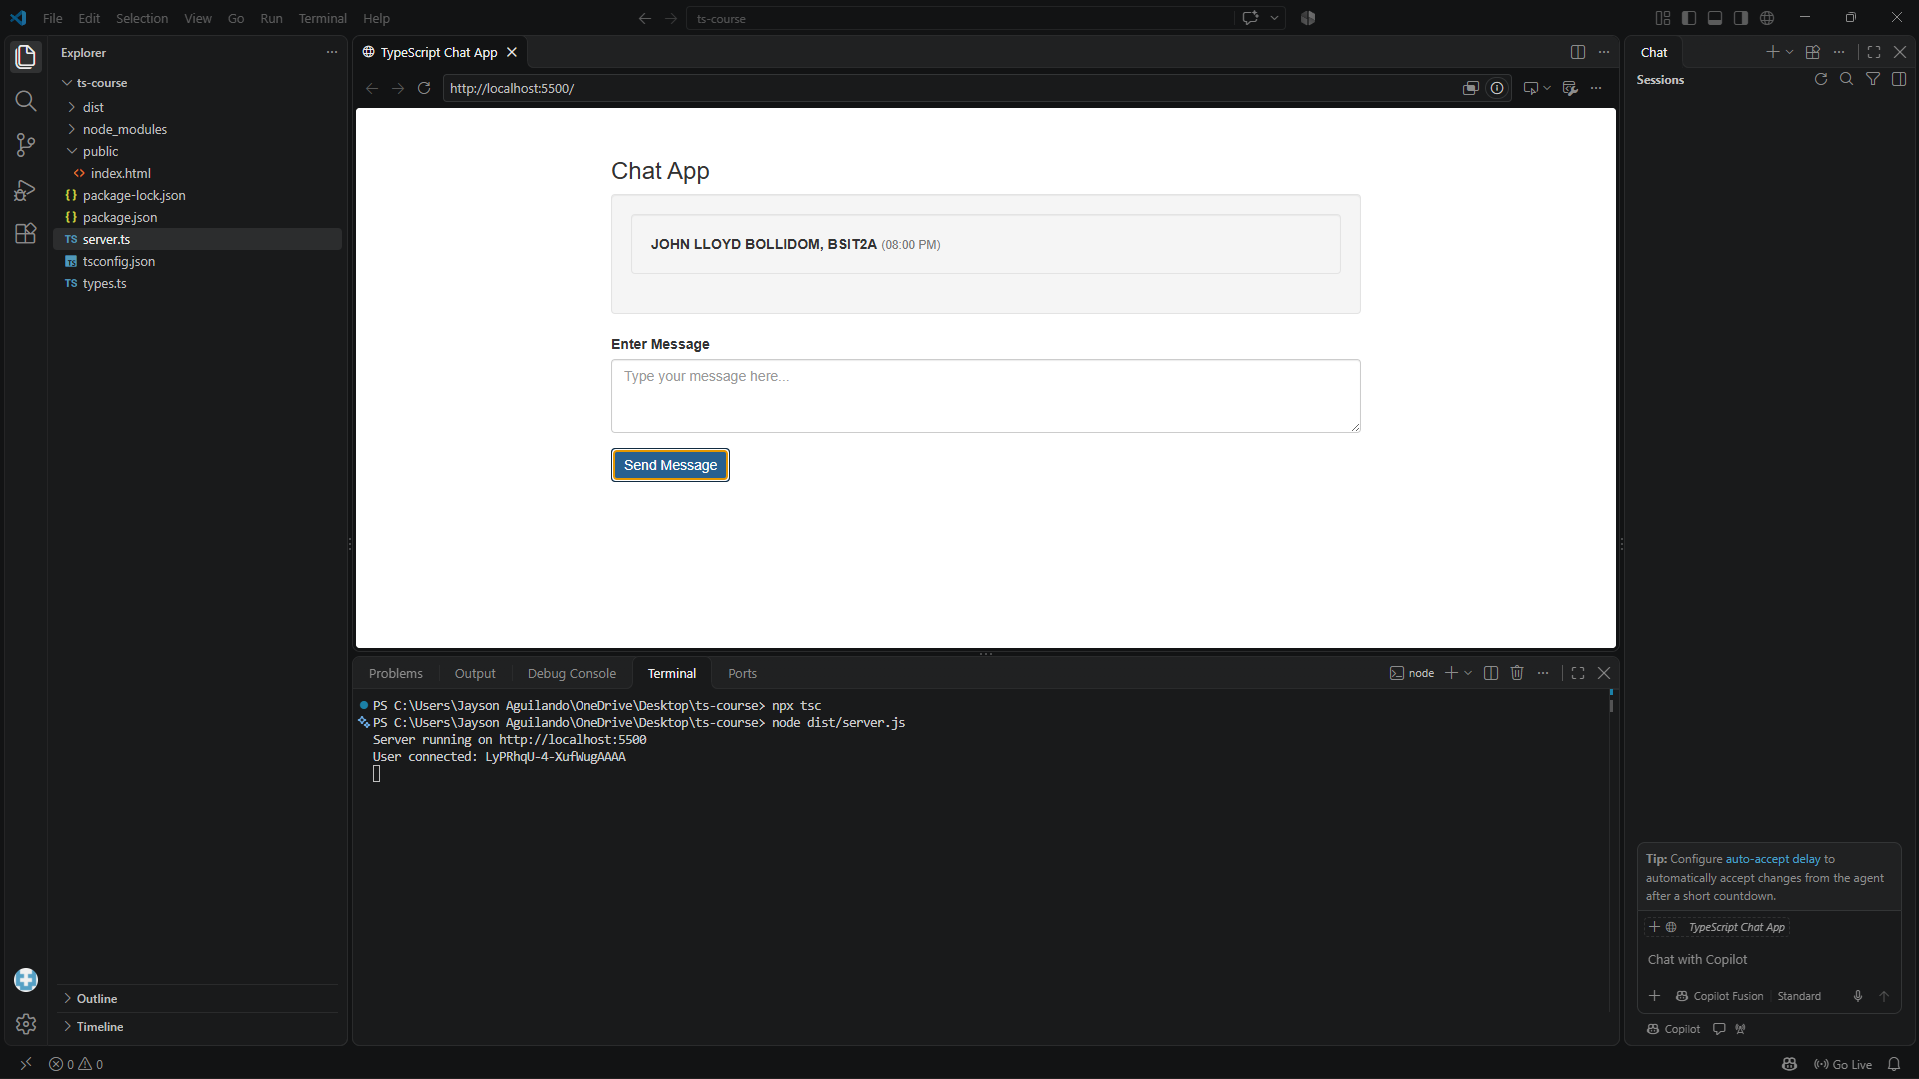 File Edit Selection View Go Run Terminal Help
ts-course
Explorer
ts-course
dist
node_modules
public
<> index.html
{} package-lock.json
{} package.json
TS server.ts
TS tsconfig.json
TS types.ts
Outline
Timeline
TypeScript Chat App
http://localhost:5500/
Chat App
JOHN LLOYD BOLLIDOM, BSIT2A (08:00 PM)
Enter Message
Type your message here...
Send Message
Problems Output Debug Console Terminal Ports
node
PS C:\Users\Jayson Aguilando\OneDrive\Desktop\ts-course> npx tsc
PS C:\Users\Jayson Aguilando\OneDrive\Desktop\ts-course> node dist/server.js
Server running on http://localhost:5500
User connected: LyPRhqU-4-XufWugAAAA
Chat
Sessions
Tip: Configure auto-accept delay to
automatically accept changes from the agent
after a short countdown.
TypeScript Chat App
Chat with Copilot
Copilot Fusion Standard
Copilot
0 0
Go Live